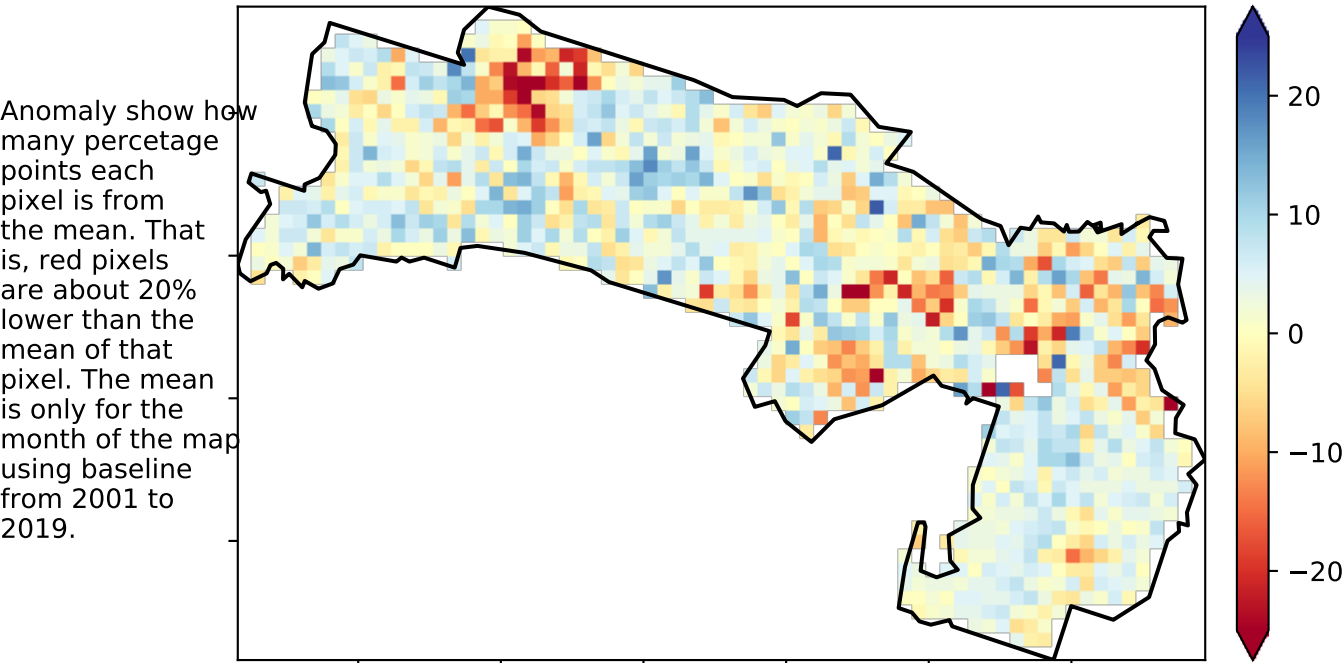 Anomaly show how
many percetage
points each
pixel is from
the mean. That
is, red pixels
are about 20%
lower than the
mean of that
pixel. The mean
is only for the
month of the map
using baseline
from 2001 to
2019.
20
10
0
−10
−20